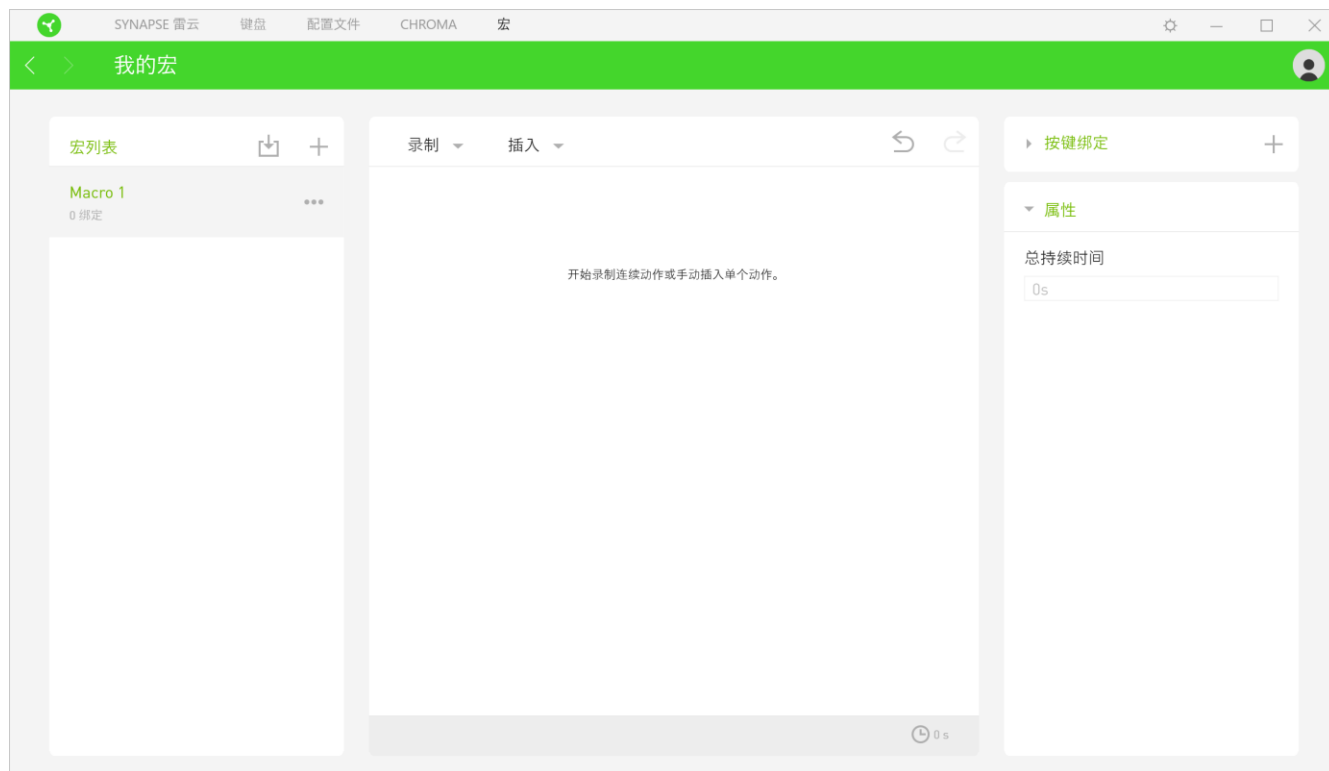 SYNAPSE 雷云 键盘 配置文件 CHROMA 宏
我的宏
宏列表
Macro 1
0 绑定
录制 插入
开始录制连续动作或手动插入单个动作。
0 s
按键绑定
属性
总持续时间
0s